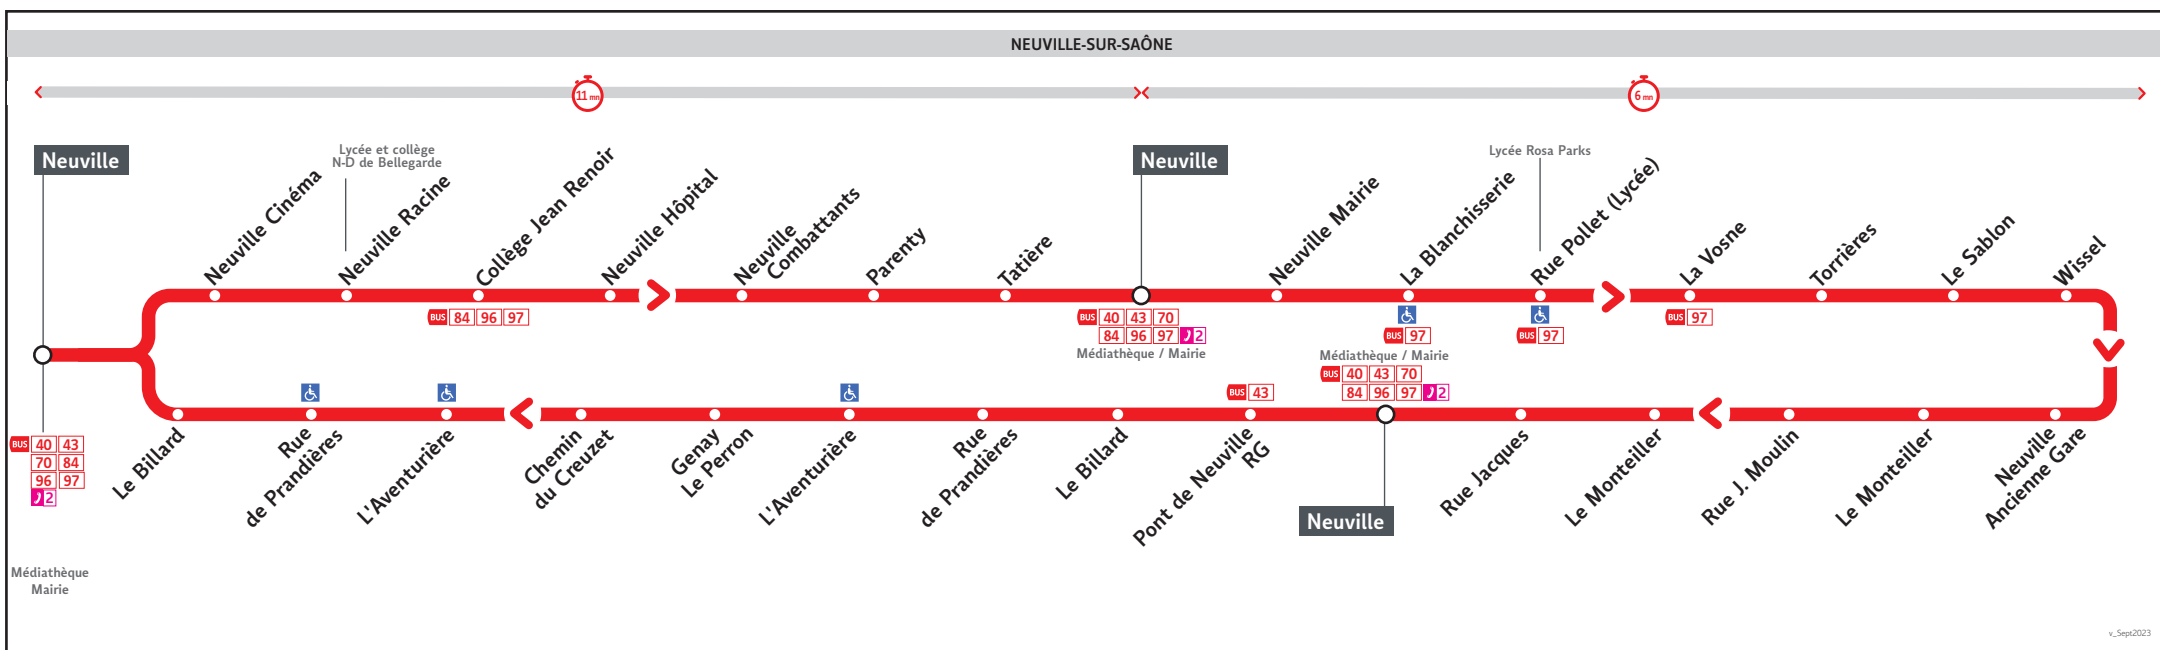 NEUVILLE-SUR-SAÔNE
11 mn
6 mn
Neuville
Neuville Cinéma
Lycée et collège
N-D de Bellegarde
Neuville Racine
Collège Jean Renoir
BUS 84 96 97
Neuville Hôpital
Neuville
Combattants
Parenty
Tatière
Neuville
BUS 40 43 70
84 96 97 2
Médiathèque / Mairie
Neuville Mairie
La Blanchisserie
BUS 97
Lycée Rosa Parks
Rue Pollet (Lycée)
BUS 97
La Vosne
BUS 97
Torrières
Le Sablon
Wissel
BUS 40 43
70 84
96 97
2
Médiathèque
Mairie
Le Billard
Rue
de Prandières
L'Aventurière
Chemin
du Creuzet
Genay
Le Perron
L'Aventurière
Rue
de Prandières
Le Billard
BUS 43
Pont de Neuville
RG
Médiathèque / Mairie
BUS 40 43 70
84 96 97 2
Neuville
Rue Jacques
Le Monteiller
Rue J. Moulin
Le Monteiller
Neuville
Ancienne Gare
v_Sept2023